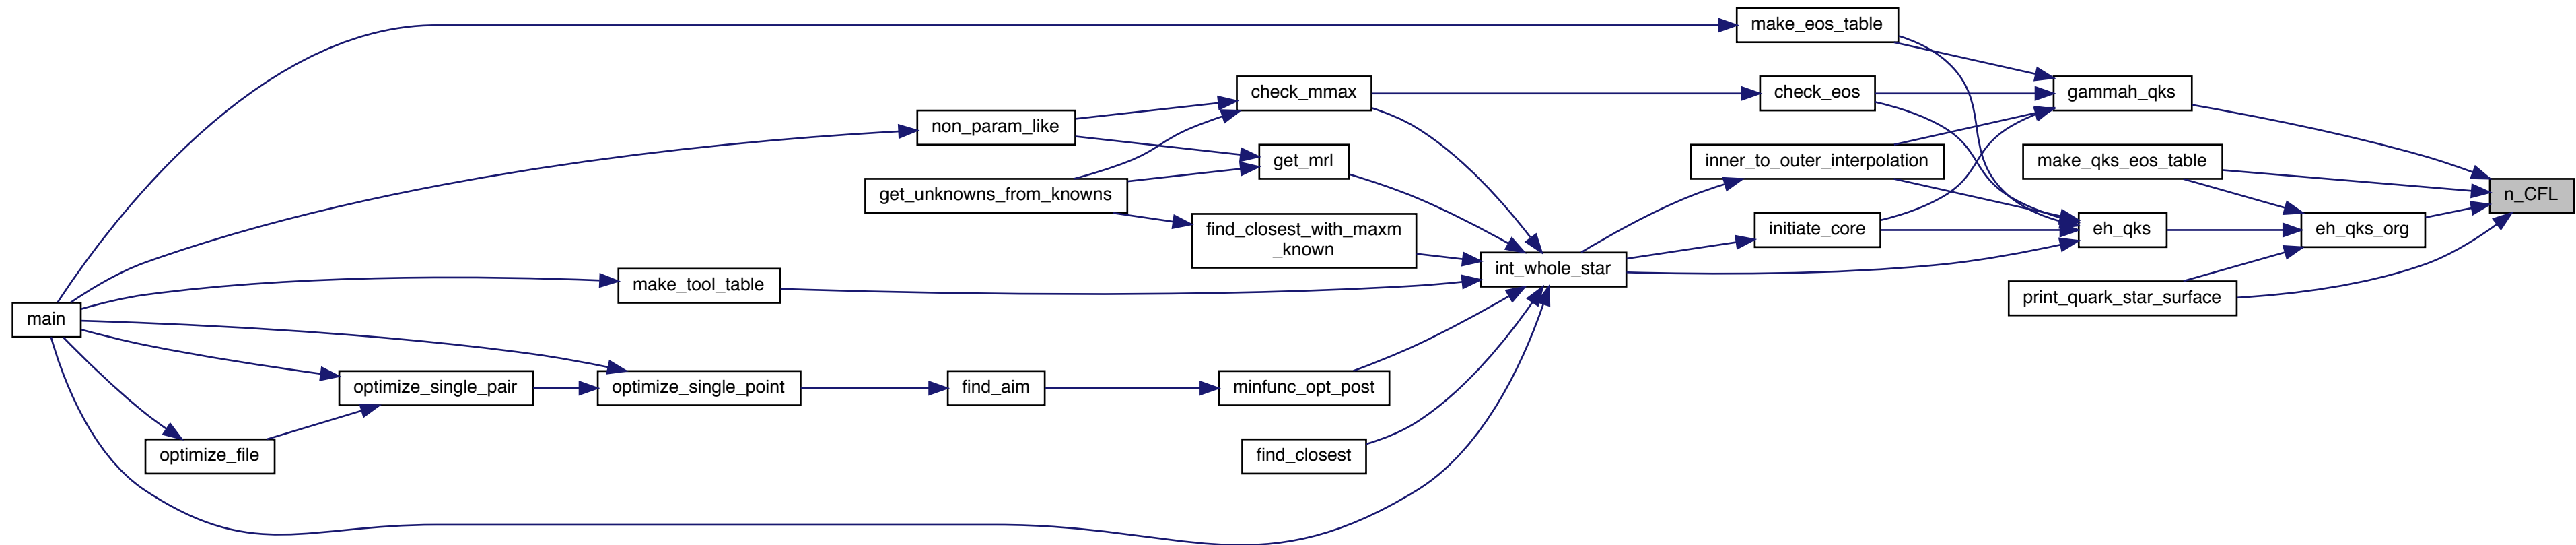 make_eos_table
check_mmax
check_eos
gammah_qks
non_param_like
get_mrl
inner_to_outer_interpolation
make_qks_eos_table
get_unknowns_from_knowns
n_CFL
find_closest_with_maxm
_known
initiate_core
eh_qks
eh_qks_org
int_whole_star
make_tool_table
print_quark_star_surface
main
optimize_single_pair
optimize_single_point
find_aim
minfunc_opt_post
optimize_file
find_closest